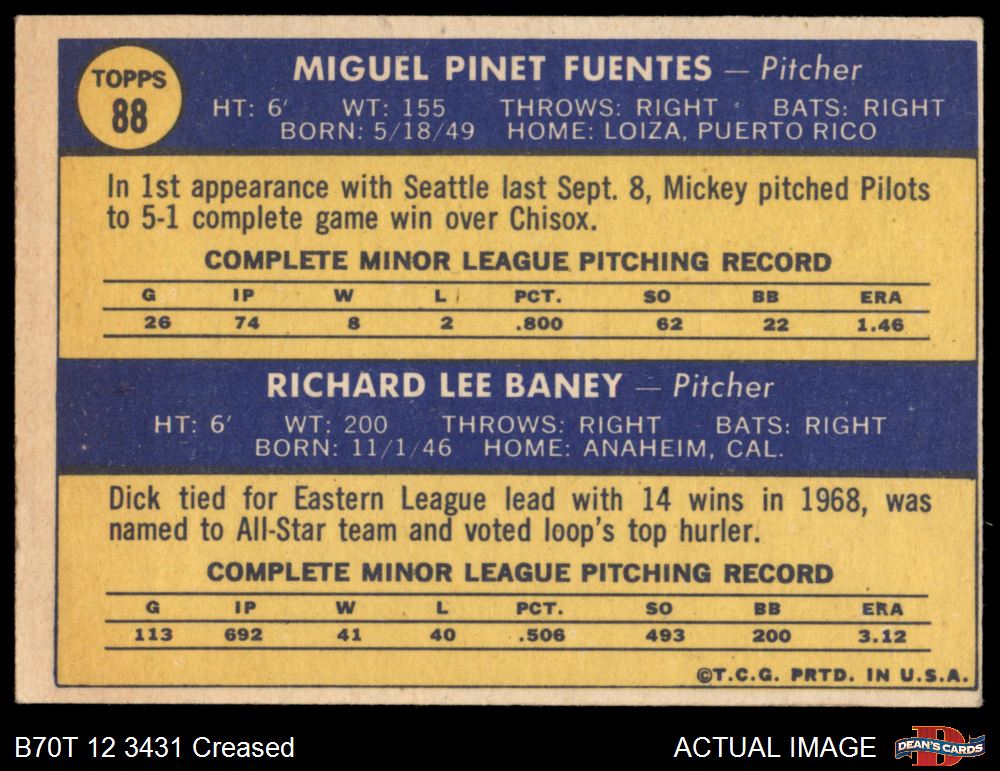 TOPPS
88
MIGUEL PINET FUENTES — Pitcher
HT: 6' WT: 155 THROWS: RIGHT BATS: RIGHT
BORN: 5/18/49 HOME: LOIZA, PUERTO RICO
In 1st appearance with Seattle last Sept. 8, Mickey pitched Pilots
to 5-1 complete game win over Chisox.
COMPLETE MINOR LEAGUE PITCHING RECORD
G IP W L PCT. SO BB ERA
26 74 8 2 .800 62 22 1.46
RICHARD LEE BANEY — Pitcher
HT: 6' WT: 200 THROWS: RIGHT BATS: RIGHT
BORN: 11/1/46 HOME: ANAHEIM, CAL.
Dick tied for Eastern League lead with 14 wins in 1968, was
named to All-Star team and voted loop's top hurler.
COMPLETE MINOR LEAGUE PITCHING RECORD
G IP W L PCT. SO BB ERA
113 692 41 40 .506 493 200 3.12
©T.C.G. PRTD. IN U.S.A.
B70T 12 3431 Creased
ACTUAL IMAGE
DEAN'S CARDS